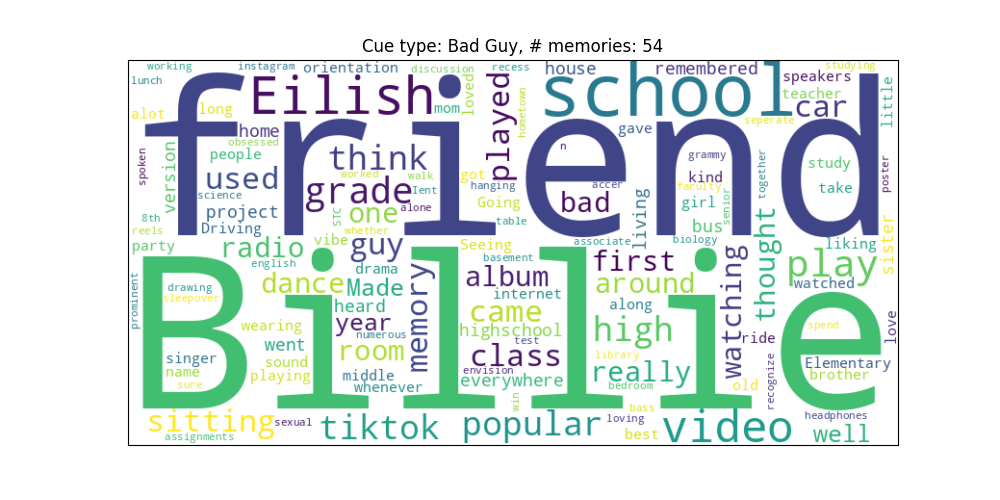 Cue type: Bad Guy, # memories: 54
working instagram orientation discussion recess house remembered studying
lunch Eilish mom loved played school speakers
alot long teacher car little
friend
home obsessed hometown gave seperate
spoken version people think n grammy together study poster
science used grade worked walk got hanging accer kind faculty take
Ient alone Going bad girl senior
8th project STC one table living bus
reels Driving whether
party radio vibe guy Seeing associate biology thought liking sister
english drama basement first play
Billie
prominent drawing dance Made memory album around watching watched
sleepover heard internet along
wearing year numerous came high ride love
went highschool test
singer sound room class library spend Elementary
name playing middle envision really recognize brother
sure whenever everywhere bedroom old
win bass headphones
sitting sexual tiktok popular loving video well
assignments best